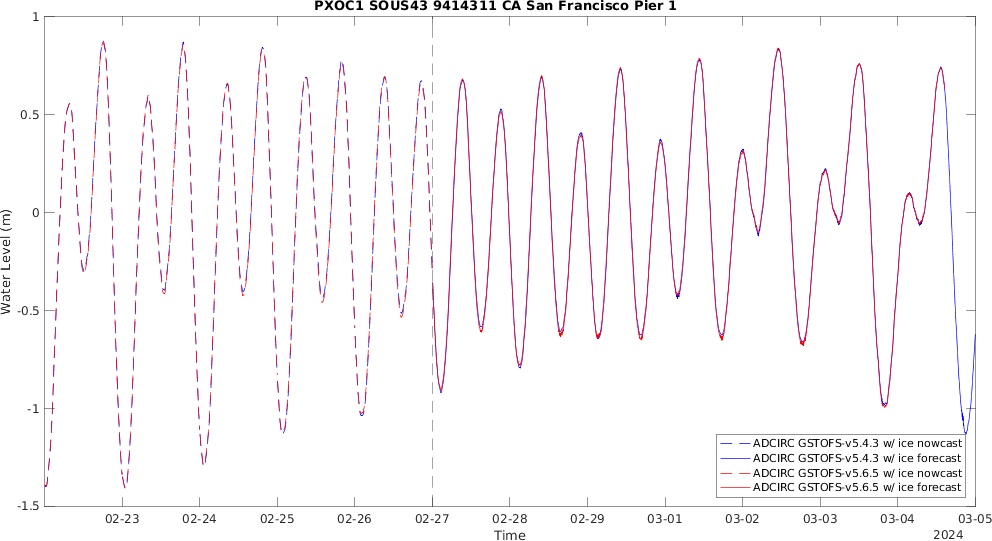 PXOC1 SOUS43 9414311 CA San Francisco Pier 1
Water Level (m)
1
0.5
0
-0.5
-1
-1.5
02-23
02-24
02-25
02-26
02-27
02-28
02-29
03-01
03-02
03-03
03-04
03-05
Time
2024
ADCIRC GSTOFS-v5.4.3 w/ ice nowcast
ADCIRC GSTOFS-v5.4.3 w/ ice forecast
ADCIRC GSTOFS-v5.6.5 w/ ice nowcast
ADCIRC GSTOFS-v5.6.5 w/ ice forecast